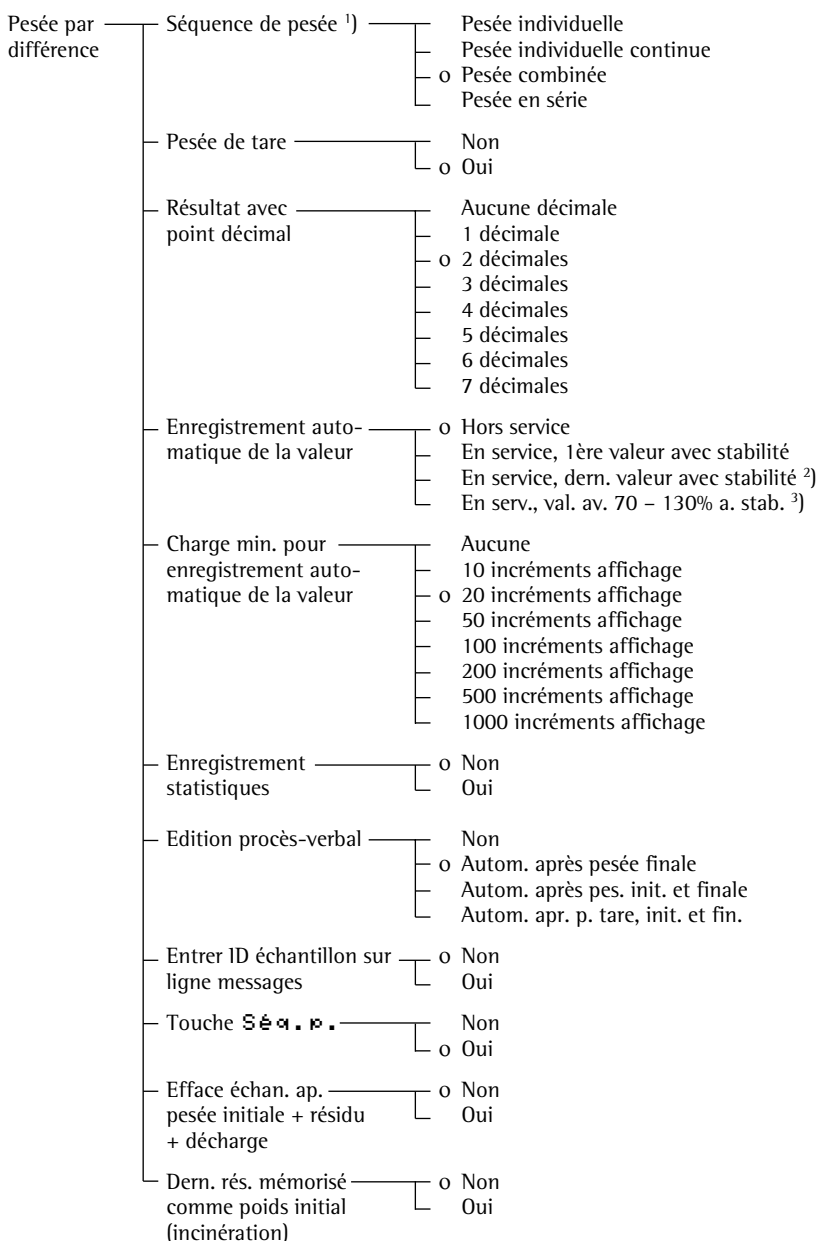 Pesée par différence
Séquence de pesée ¹)
Pesée individuelle
Pesée individuelle continue
o Pesée combinée
Pesée en série
Pesée de tare
Non
o Oui
Résultat avec
point décimal
Aucune décimale
1 décimale
o 2 décimales
3 décimales
4 décimales
5 décimales
6 décimales
7 décimales
Enregistrement auto-
matique de la valeur
o Hors service
En service, 1ère valeur avec stabilité
En service, dern. valeur avec stabilité ²)
En serv., val. av. 70 – 130% a. stab. ³)
Charge min. pour
enregistrement auto-
matique de la valeur
Aucune
10 incréments affichage
o 20 incréments affichage
50 incréments affichage
100 incréments affichage
200 incréments affichage
500 incréments affichage
1000 incréments affichage
Enregistrement
statistiques
o Non
Oui
Edition procès-verbal
Non
o Autom. après pesée finale
Autom. après pes. init. et finale
Autom. apr. p. tare, init. et fin.
Entrer ID échantillon sur
ligne messages
o Non
Oui
Touche Séq.p.
Non
o Oui
Efface échan. ap.
pesée initiale + résidu
+ décharge
o Non
Oui
Dern. rés. mémorisé
comme poids initial
(incinération)
o Non
Oui